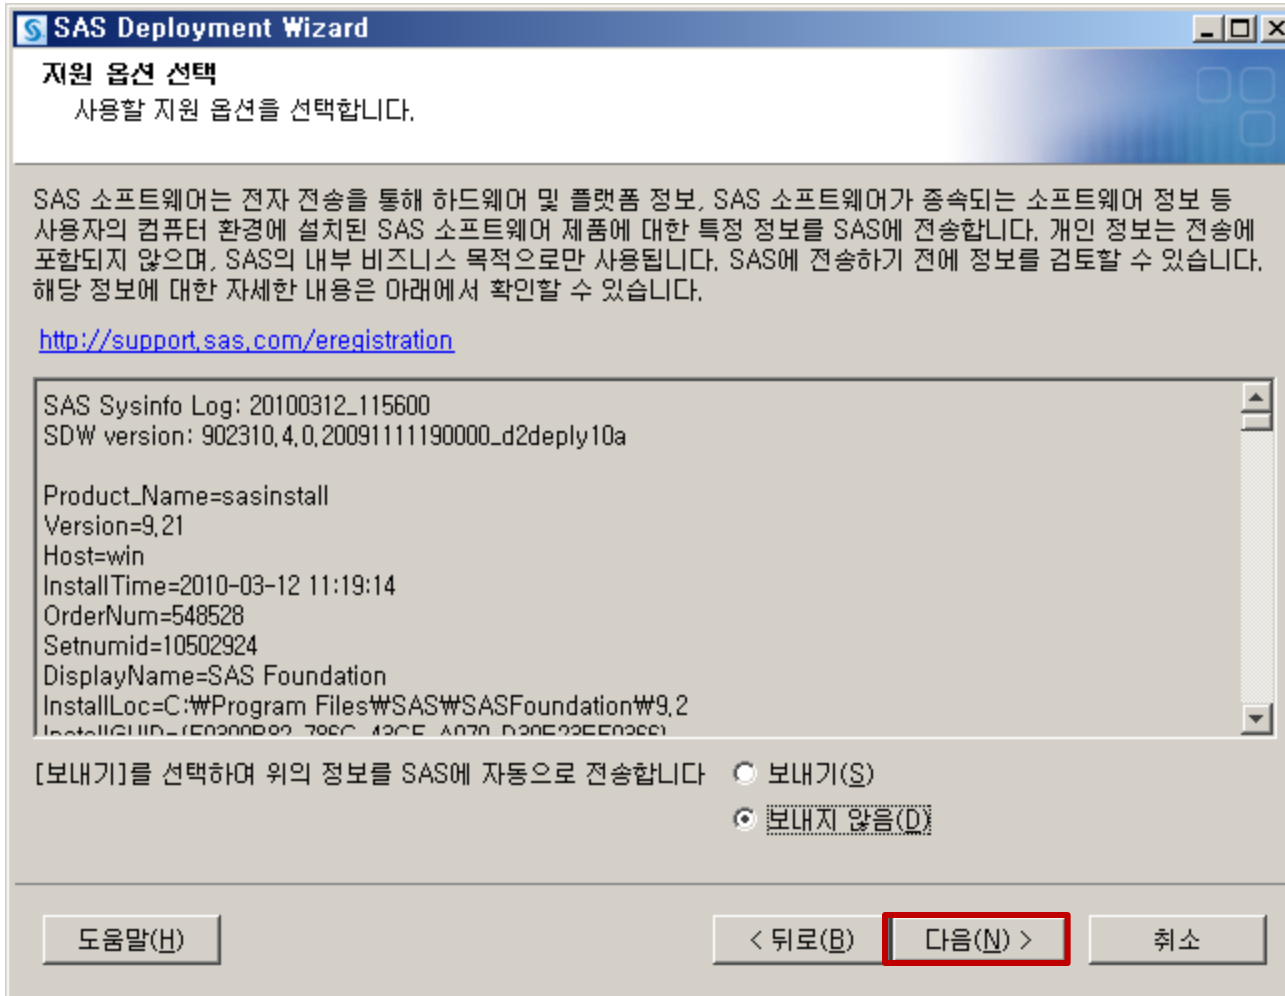 SAS Deployment Wizard
지원 옵션 선택
사용할 지원 옵션을 선택합니다.
SAS 소프트웨어는 전자 전송을 통해 하드웨어 및 플랫폼 정보, SAS 소프트웨어가 종속되는 소프트웨어 정보 등
사용자의 컴퓨터 환경에 설치된 SAS 소프트웨어 제품에 대한 특정 정보를 SAS에 전송합니다. 개인 정보는 전송에
포함되지 않으며, SAS의 내부 비즈니스 목적으로만 사용됩니다. SAS에 전송하기 전에 정보를 검토할 수 있습니다.
해당 정보에 대한 자세한 내용은 아래에서 확인할 수 있습니다.
http://support.sas.com/eregistration
SAS Sysinfo Log: 20100312_115600
SDW version: 902310.4.0.20091111190000_d2deply10a
Product_Name=sasinstall
Version=9.21
Host=win
InstallTime=2010-03-12 11:19:14
OrderNum=548528
Setnumid=10502924
DisplayName=SAS Foundation
InstallLoc=C:₩Program Files₩SAS₩SASFoundation₩9.2
[보내기]를 선택하여 위의 정보를 SAS에 자동으로 전송합니다 보내기(S)
보내지 않음(D)
도움말(H) < 뒤로(B) 다음(N) > 취소